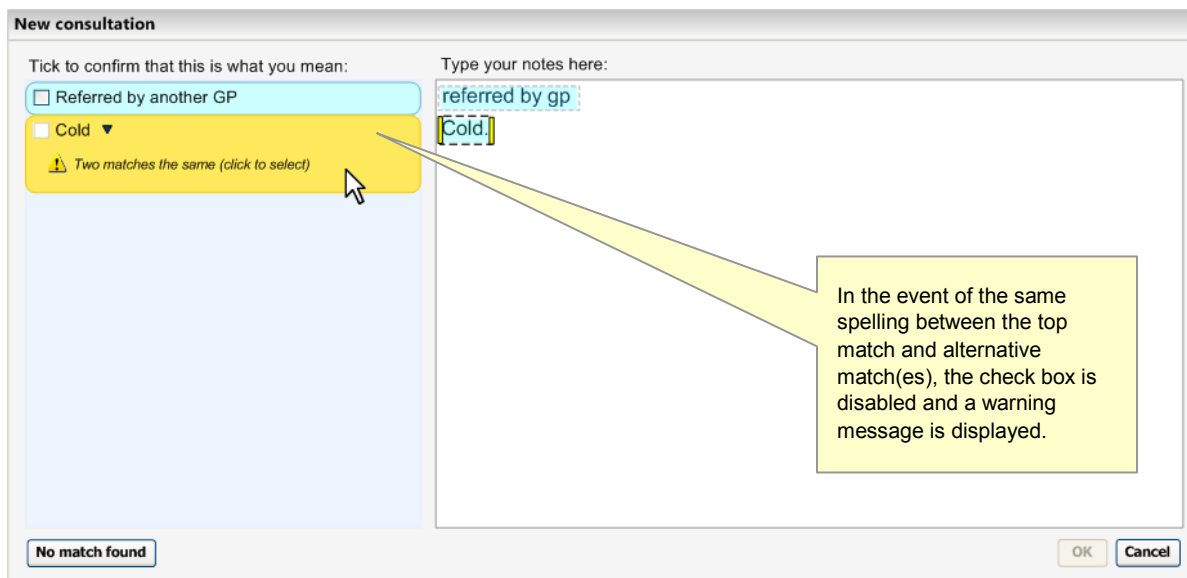 New consultation
Tick to confirm that this is what you mean:
Type your notes here:
Referred by another GP
referred by gp
Cold
Cold.
Two matches the same (click to select)
In the event of the same
spelling between the top
match and alternative
match(es), the check box is
disabled and a warning
message is displayed.
No match found
OK
Cancel